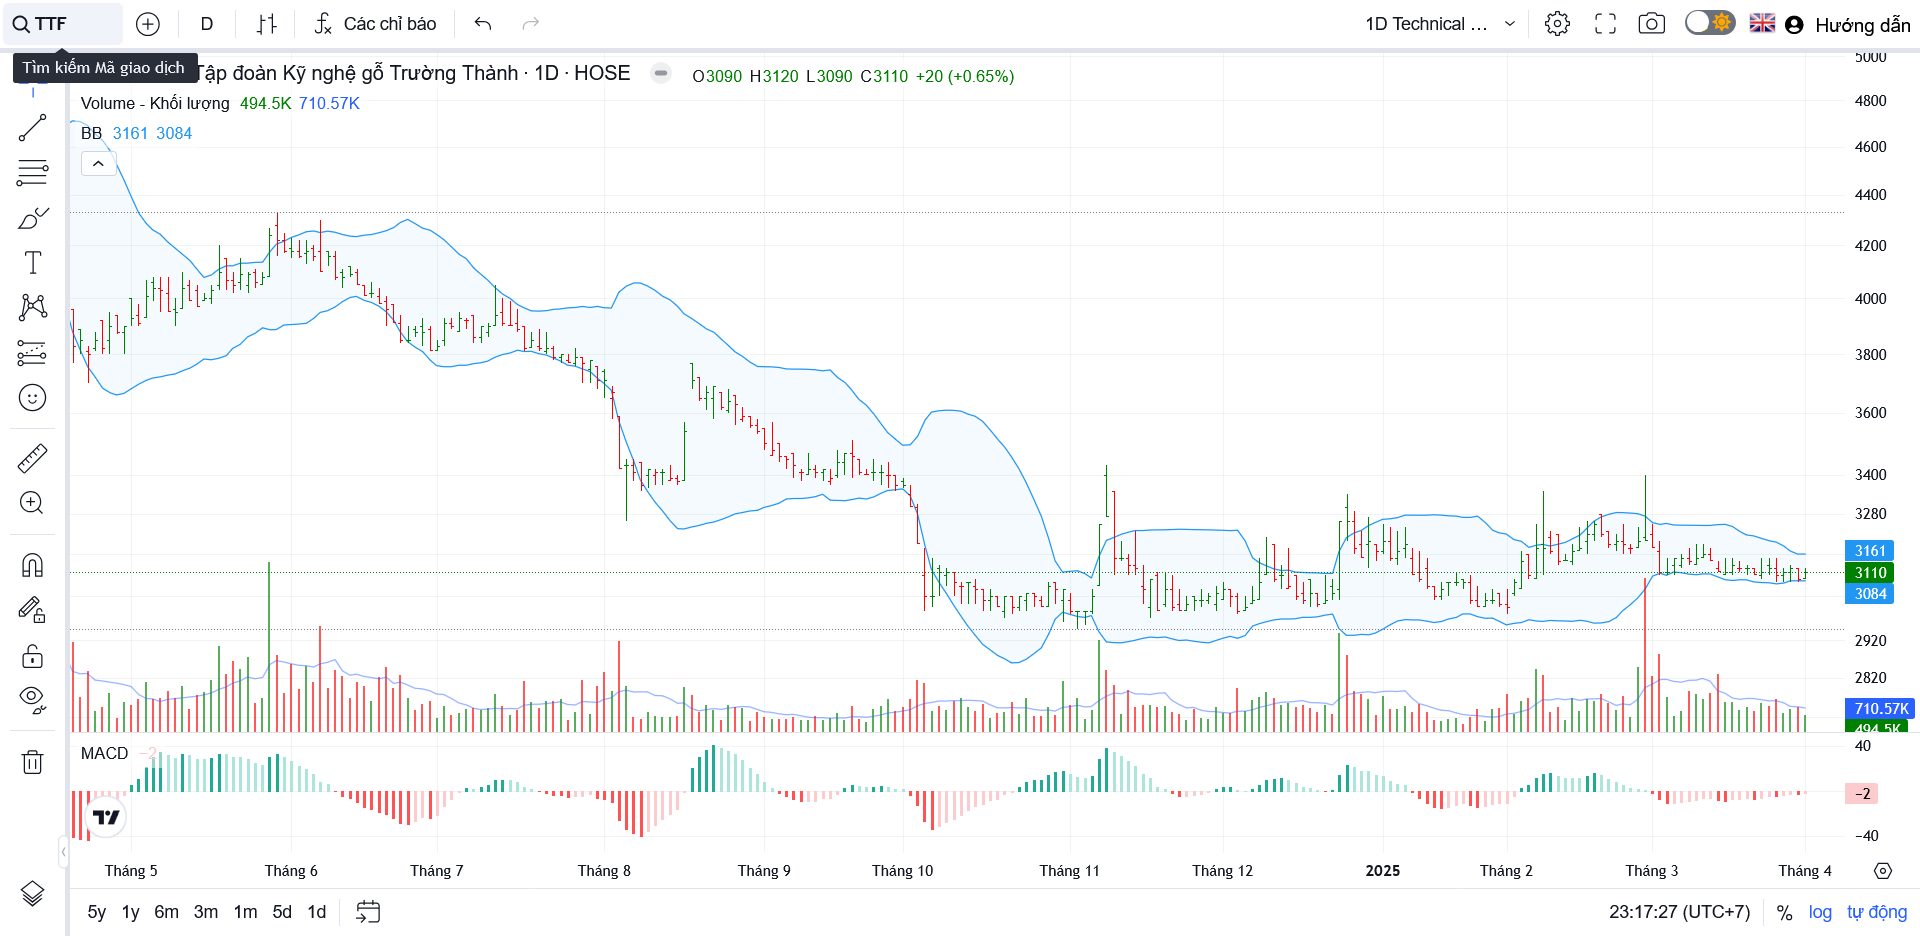 TTF
D
Các chỉ báo
1D Technical ...
Hướng dẫn
Tìm kiếm Mã giao dịch
Tập đoàn Kỹ nghệ gỗ Trường Thành · 1D · HOSE
O3090 H3120 L3090 C3110 +20 (+0.65%)
Volume - Khối lượng 494.5K 710.57K
BB 3161 3084
5000
4800
4600
4400
4200
4000
3800
3600
3400
3280
3161
3110
3084
2920
2820
710.57K
494.5K
MACD −2
40
−2
−40
Tháng 5 Tháng 6 Tháng 7 Tháng 8 Tháng 9 Tháng 10 Tháng 11 Tháng 12 2025 Tháng 2 Tháng 3 Tháng 4
5y 1y 6m 3m 1m 5d 1d
23:17:27 (UTC+7) % log tự động